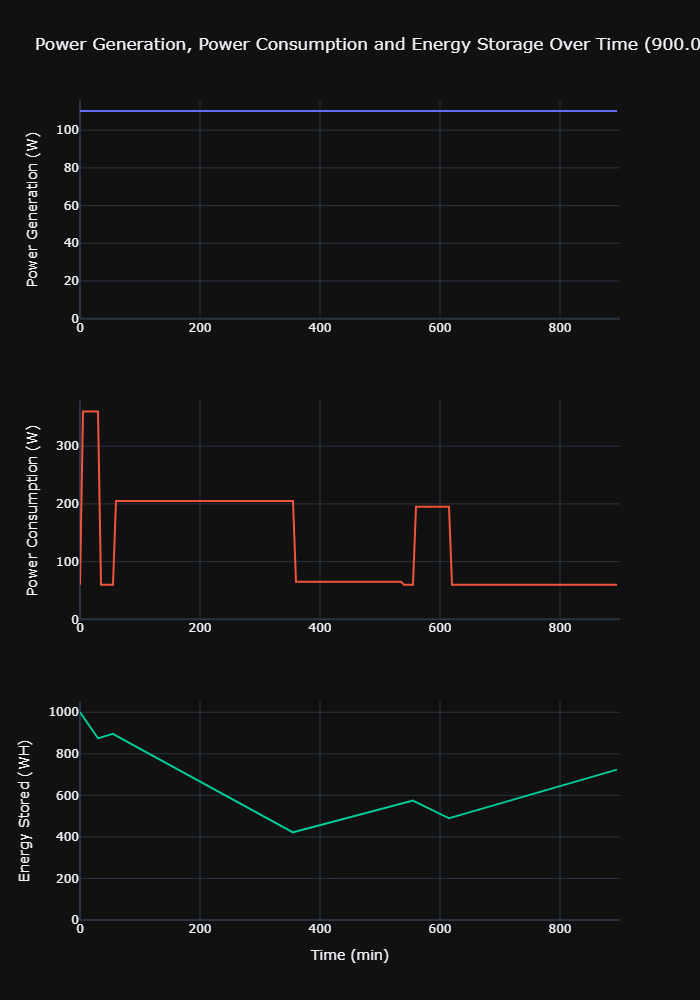 Power Generation, Power Consumption and Energy Storage Over Time (900.0
Power Generation (W)
100
80
60
40
20
0
0 200 400 600 800
Power Consumption (W)
300
200
100
0
0 200 400 600 800
Energy Stored (WH)
1000
800
600
400
200
0
0 200 400 600 800
Time (min)